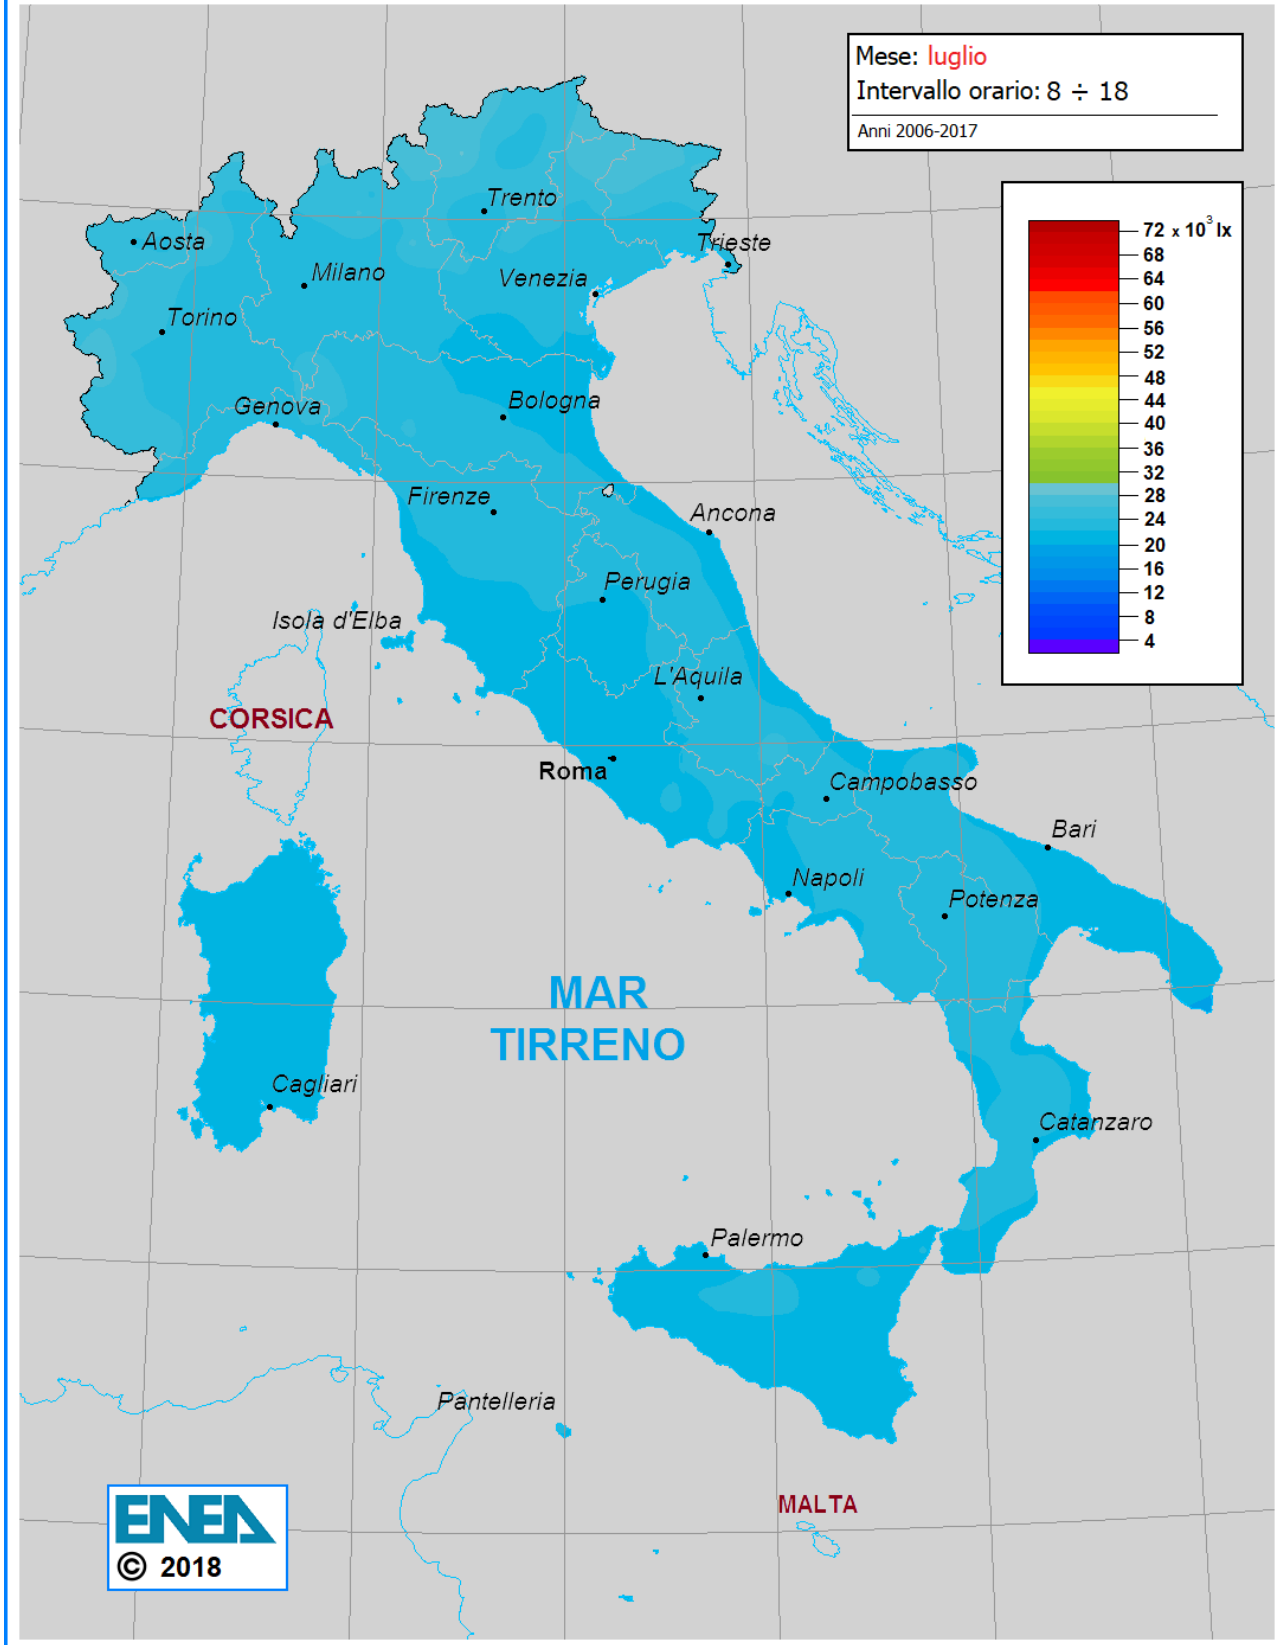 Mese: luglio
Intervallo orario: 8 ÷ 18
Anni 2006-2017
72 x 10³ lx
68
64
60
56
52
48
44
40
36
32
28
24
20
16
12
8
4
Trento
Aosta
Trieste
Milano
Venezia
Torino
Genova
Bologna
Firenze
Ancona
Perugia
Isola d'Elba
L'Aquila
CORSICA
Roma
Campobasso
Bari
Napoli
Potenza
MAR
TIRRENO
Cagliari
Catanzaro
Palermo
Pantelleria
MALTA
ENEA
© 2018